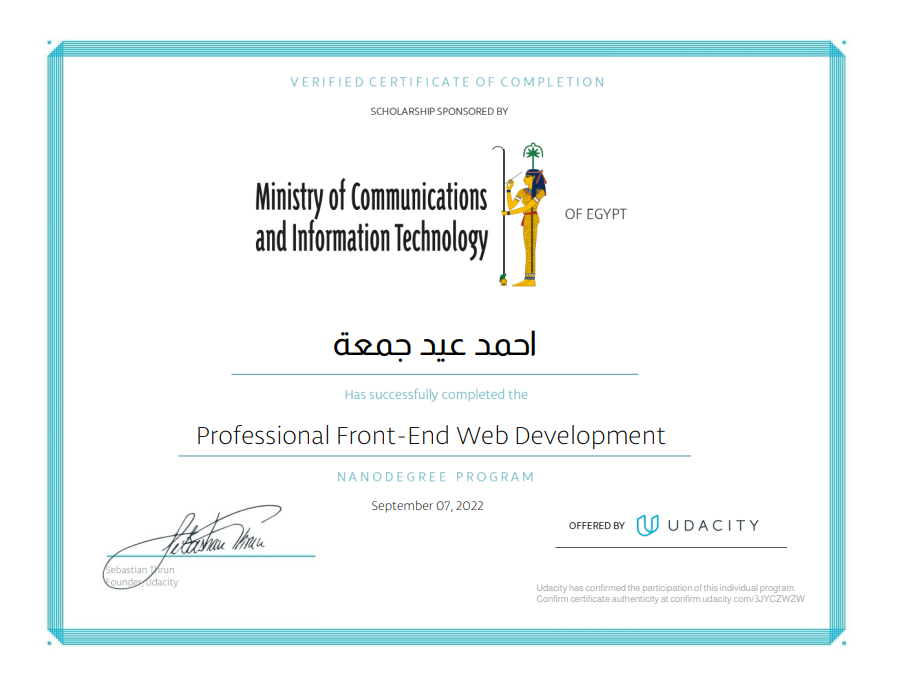 VERIFIED CERTIFICATE OF COMPLETION
SCHOLARSHIP SPONSORED BY
Ministry of Communications
and Information Technology
OF EGYPT
احمد عيد جمعة
Has successfully completed the
Professional Front-End Web Development
NANODEGREE PROGRAM
September 07, 2022
Sebastian Thrun
OFFERED BY UDACITY
Sebastian Thrun
Founder, Udacity
Udacity has confirmed the participation of this individual program.
Confirm certificate authenticity at confirm.udacity.com/3JYCZWZW